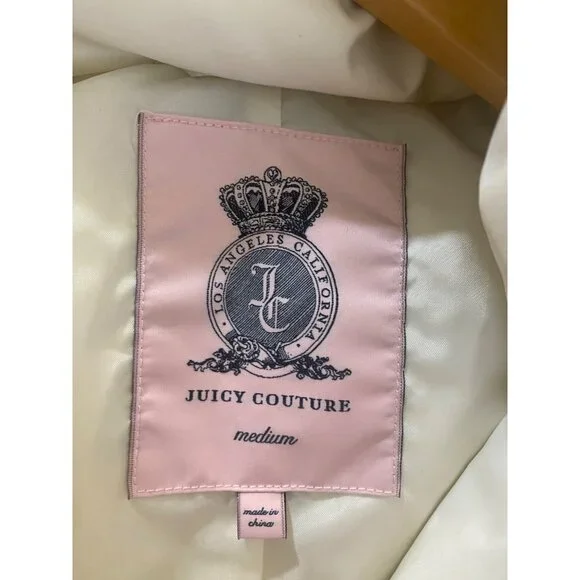 · LOS ANGELES CALIFORNIA ·
JC
JUICY COUTURE
medium
made in
china